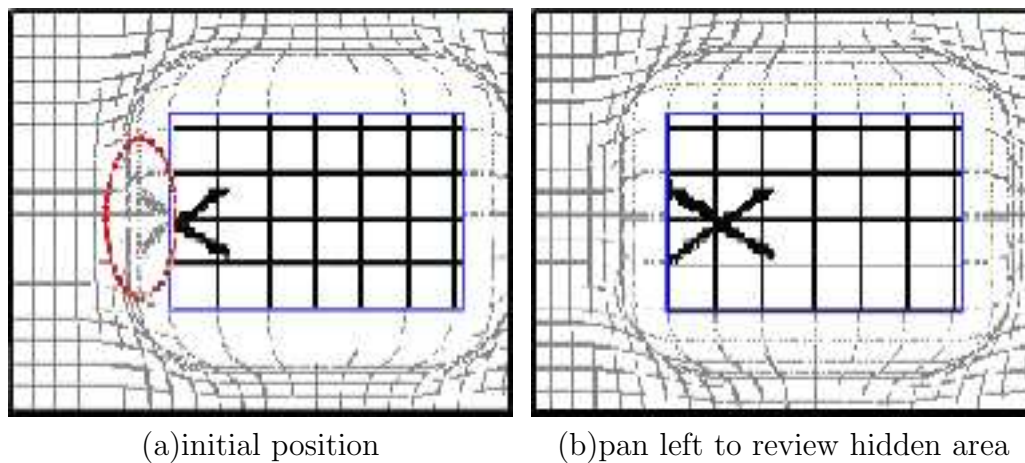 (a)initial position
(b)pan left to review hidden area